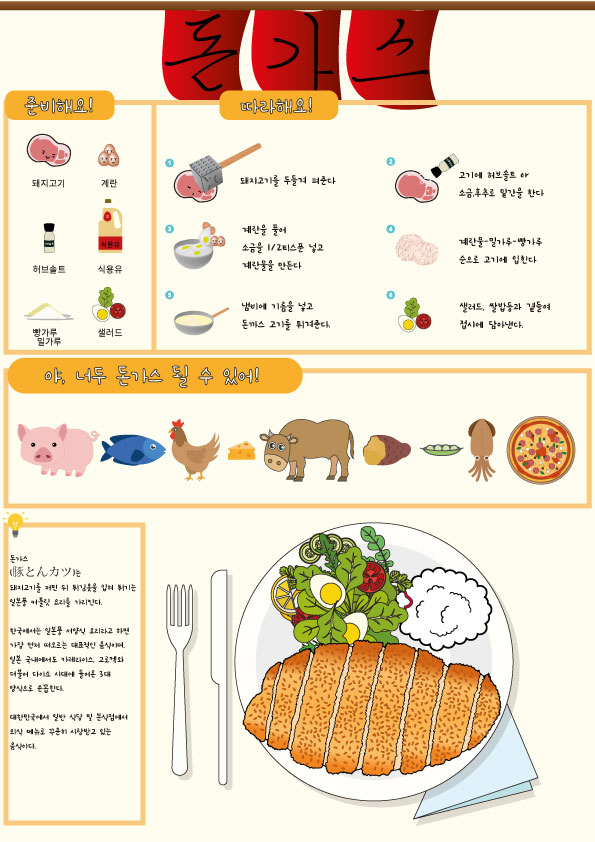 돈가스
준비해요!
따라해요!
돼지고기
계란
허브솔트
식용유
식용유
빵가루
밀가루
샐러드
1
돼지고기를 두들겨 펴준다
2
고기에 허브솔트 or
소금,후추로 밑간을 한다
3
계란을 풀어
소금을 1/2티스푼 넣고
계란물을 만든다
4
계란물-밀가루-빵가루
순으로 고기에 입힌다
5
냄비에 기름을 넣고
돈까스 고기를 튀겨준다.
6
샐러드, 쌀밥등과 곁들여
접시에 담아낸다.
야, 너두 돈가스 될 수 있어!
돈가스
(豚とんカツ)는
돼지고기를 저민 뒤 튀김옷을 입혀 튀기는
일본풍 커틀릿 요리를 가리킨다.
한국에서는 일본풍 서양식 요리라고 하면
가장 먼저 떠오르는 대표적인 음식이며,
일본 국내에서도 카레라이스, 고로케와
더불어 다이쇼 시대에 들어온 3대
양식으로 손꼽힌다.
대한민국에서 일반 식당 및 분식점에서
외식 메뉴로 꾸준히 사랑받고 있는
음식이다.